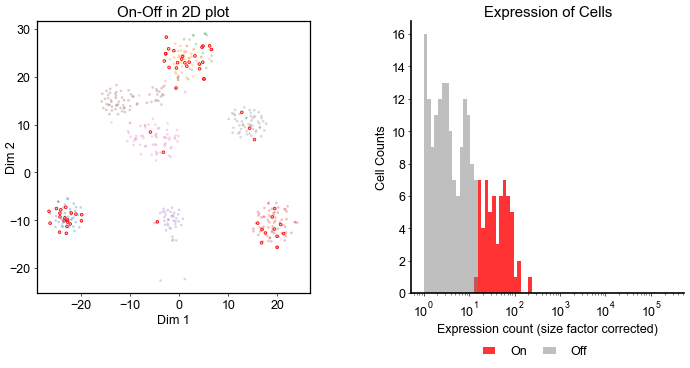 On-Off in 2D plot
30
20
10
0
−10
−20
Dim 2
−20 −10 0 10 20
Dim 1
Expression of Cells
16
14
12
10
8
6
4
2
0
Cell Counts
10⁰ 10¹ 10² 10³ 10⁴ 10⁵
Expression count (size factor corrected)
On Off